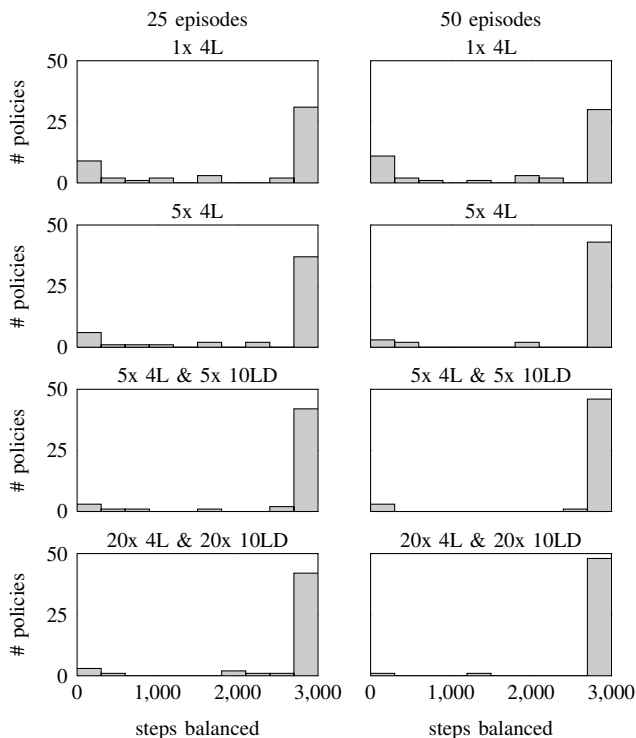 25 episodes
50 episodes
1x 4L
1x 4L
50
25
0
# policies
5x 4L
5x 4L
50
25
0
# policies
5x 4L & 5x 10LD
5x 4L & 5x 10LD
50
25
0
# policies
20x 4L & 20x 10LD
20x 4L & 20x 10LD
50
25
0
# policies
0 1,000 2,000 3,000
0 1,000 2,000 3,000
steps balanced
steps balanced